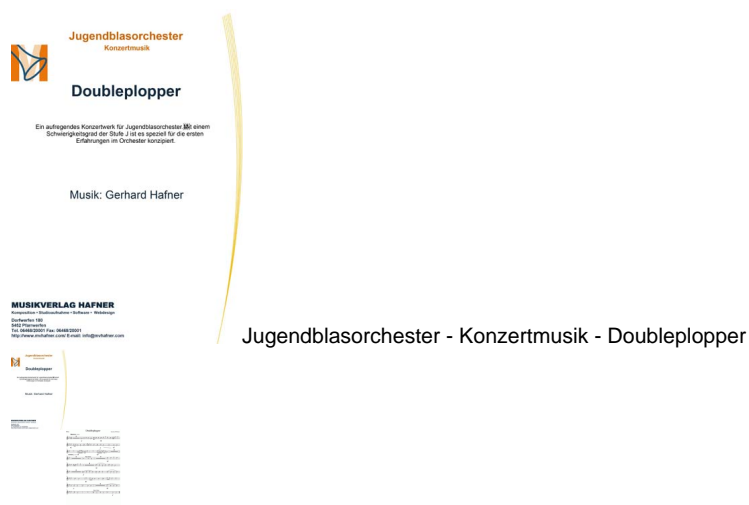 Jugendblasorchester
Konzertmusik
Doubleplopper
Ein aufregendes Konzertwerk für Jugendblasorchester. Mit einem
Schwierigkeitsgrad der Stufe J ist es speziell für die ersten
Erfahrungen im Orchester konzipiert.
Musik: Gerhard Hafner
MUSIKVERLAG HAFNER
Komposition • Studioaufnahme • Software • Webdesign
Dorfwerfen 180
5452 Pfarrwerfen
Tel. 06468/20001 Fax: 06468/20001
http://www.mvhafner.com/ E-mail: info@mvhafner.com
Jugendblasorchester - Konzertmusik - Doubleplopper
Doubleplopper